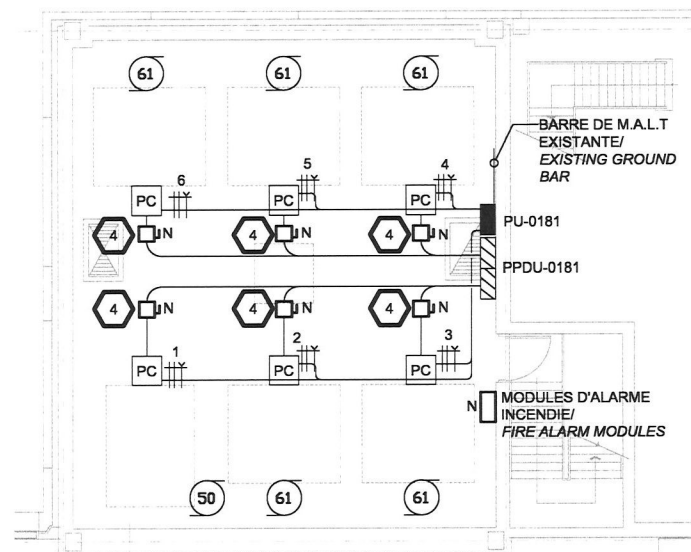 61 61 61
BARRE DE M.A.L.T
EXISTANTE/
EXISTING GROUND
BAR
6 5 4
PC PC PC
PU-0181
4 N 4 N 4 N
PPDU-0181
4 N 4 N 4 N
1 2 3
PC PC PC
N MODULES D'ALARME
INCENDIE/
FIRE ALARM MODULES
50 61 61